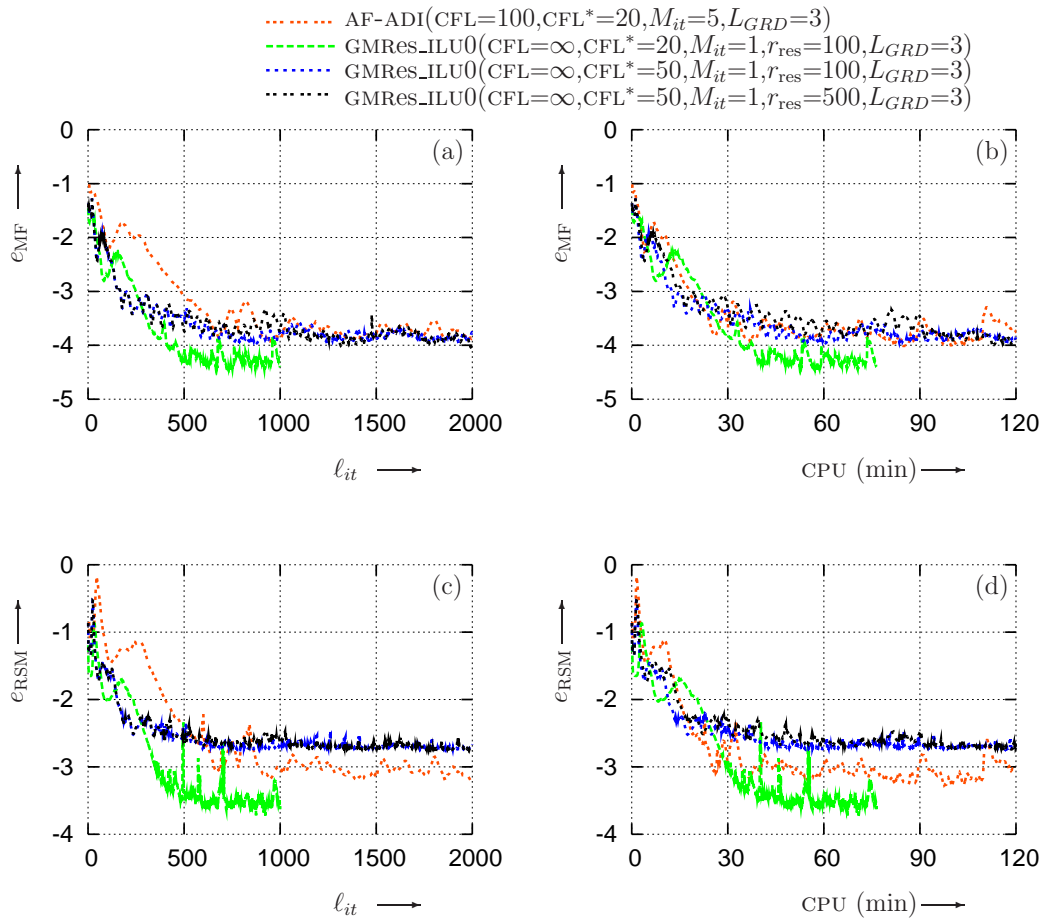 AF-ADI(CFL=100,CFL*=20,M_it=5,L_GRD=3)
GMRes_ILU0(CFL=∞,CFL*=20,M_it=1,r_res=100,L_GRD=3)
GMRes_ILU0(CFL=∞,CFL*=50,M_it=1,r_res=100,L_GRD=3)
GMRes_ILU0(CFL=∞,CFL*=50,M_it=1,r_res=500,L_GRD=3)
(a)
e_MF
0
-1
-2
-3
-4
-5
0 500 1000 1500 2000
ℓ_it
(b)
e_MF
0
-1
-2
-3
-4
-5
0 30 60 90 120
CPU (min)
(c)
e_RSM
0
-1
-2
-3
-4
0 500 1000 1500 2000
ℓ_it
(d)
e_RSM
0
-1
-2
-3
-4
0 30 60 90 120
CPU (min)